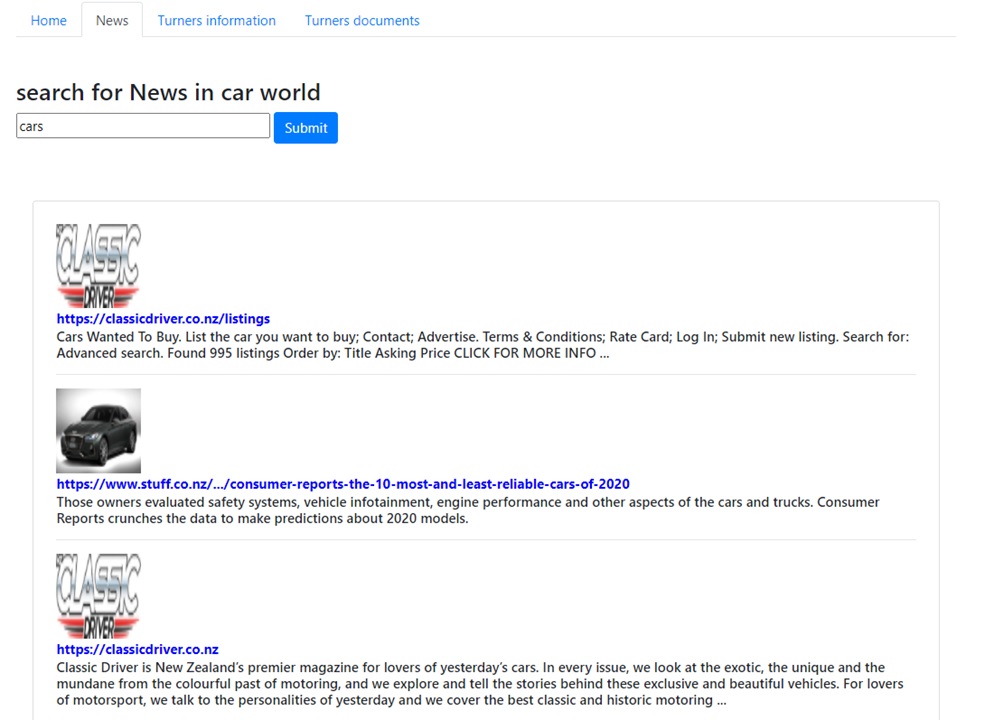 Home News Turners information Turners documents
search for News in car world
cars Submit
CLASSIC
DRIVER
https://classicdriver.co.nz/listings
Cars Wanted To Buy. List the car you want to buy; Contact; Advertise. Terms & Conditions; Rate Card; Log In; Submit new listing. Search for:
Advanced search. Found 995 listings Order by: Title Asking Price CLICK FOR MORE INFO ...
https://www.stuff.co.nz/.../consumer-reports-the-10-most-and-least-reliable-cars-of-2020
Those owners evaluated safety systems, vehicle infotainment, engine performance and other aspects of the cars and trucks. Consumer
Reports crunches the data to make predictions about 2020 models.
CLASSIC
DRIVER
https://classicdriver.co.nz
Classic Driver is New Zealand's premier magazine for lovers of yesterday's cars. In every issue, we look at the exotic, the unique and the
mundane from the colourful past of motoring, and we explore and tell the stories behind these exclusive and beautiful vehicles. For lovers
of motorsport, we talk to the personalities of yesterday and we cover the best classic and historic motoring ...